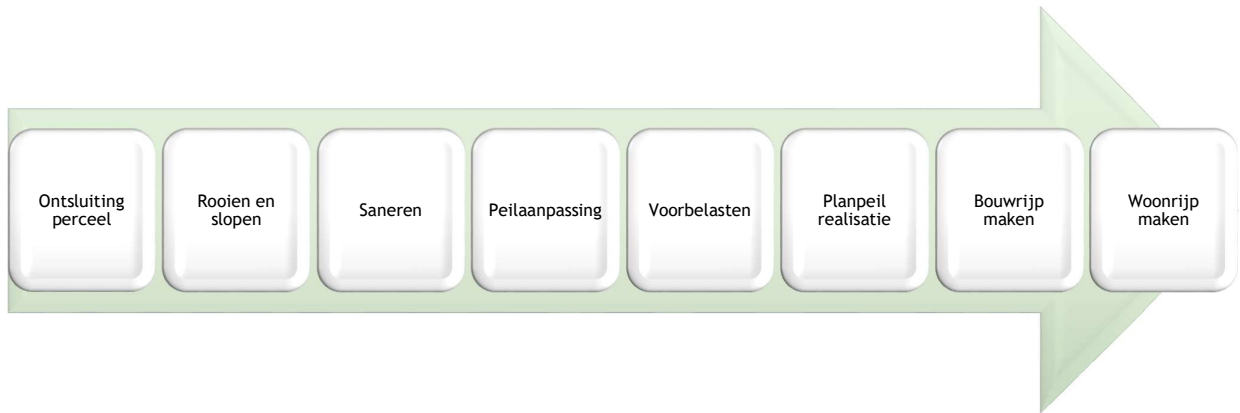 Ontsluiting
perceel
Rooien en
slopen
Saneren
Peilaanpassing
Voorbelasten
Planpeil
realisatie
Bouwrijp
maken
Woonrijp
maken